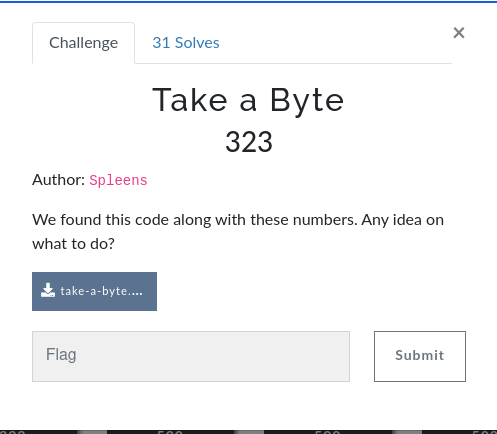 Challenge
31 Solves
×
Take a Byte
323
Author: Spleens
We found this code along with these numbers. Any idea on
what to do?
take-a-byte....
Flag
Submit